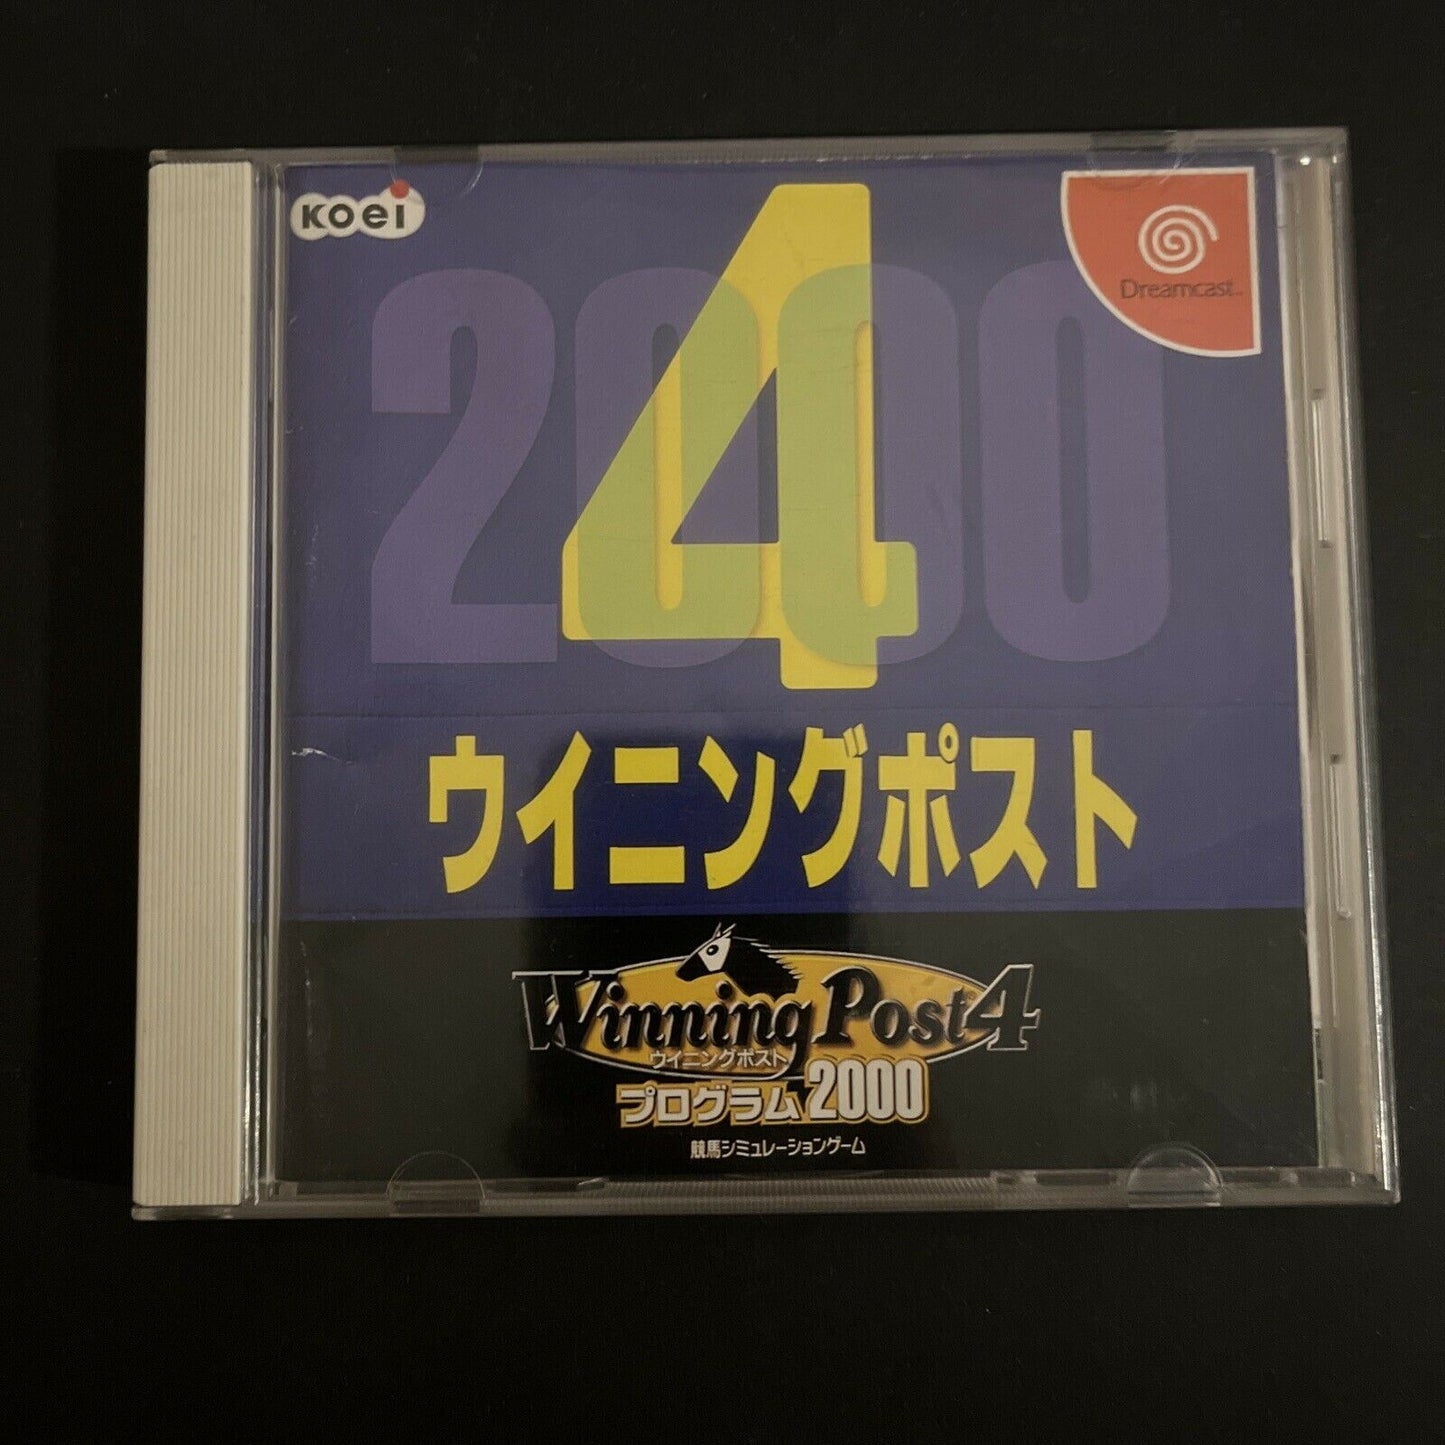 KOEI
Dreamcast™
2000
4
ウイニングポスト
Winning Post 4
ウイニングポスト
プログラム2000
競馬シミュレーションゲーム